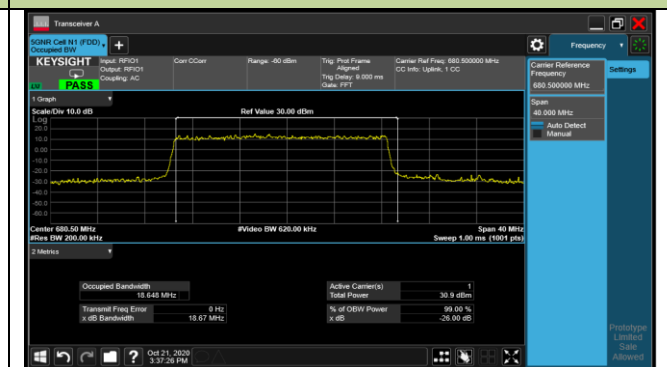 Transceiver A
5GNR Cell N1 (FDD)
Occupied BW
Frequency
KEYSIGHT
PASS
Input: RFIO1
Output: RFIO1
Coupling: AC
Corr CCorr
Range: -60 dBm
Trig: Prot Frame
Aligned
Trig Delay: 9.000 ms
Gate: FFT
Carrier Ref Freq: 680.500000 MHz
CC Info: Uplink, 1 CC
Carrier Reference
Frequency
680.500000 MHz
Settings
Span
40.000 MHz
Auto Detect
Manual
1 Graph
Scale/Div 10.0 dB
Ref Value 30.00 dBm
Log
20.0
10.0
0.00
-10.0
-20.0
-30.0
-40.0
-50.0
-60.0
Center 680.50 MHz
#Video BW 620.00 kHz
Span 40 MHz
#Res BW 200.00 kHz
Sweep 1.00 ms (1001 pts)
2 Metrics
Occupied Bandwidth
18.648 MHz
Active Carrier(s) 1
Total Power 30.9 dBm
Transmit Freq Error 0 Hz
x dB Bandwidth 18.67 MHz
% of OBW Power 99.00 %
x dB -26.00 dB
Prototype
Limited
Sale
Allowed
Oct 21, 2020
3:37:26 PM